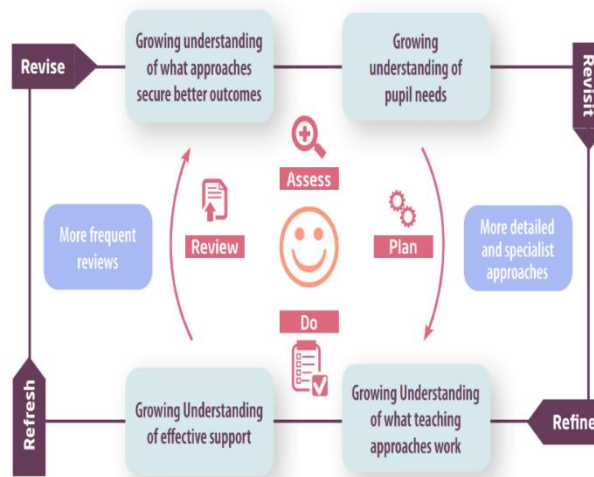 Revise
Growing understanding
of what approaches
secure better outcomes
Growing
understanding of
pupil needs
Revisit
Assess
More frequent
reviews
Review
Plan
More detailed
and specialist
approaches
Do
Refresh
Growing Understanding
of effective support
Growing Understanding
of what teaching
approaches work
Refine